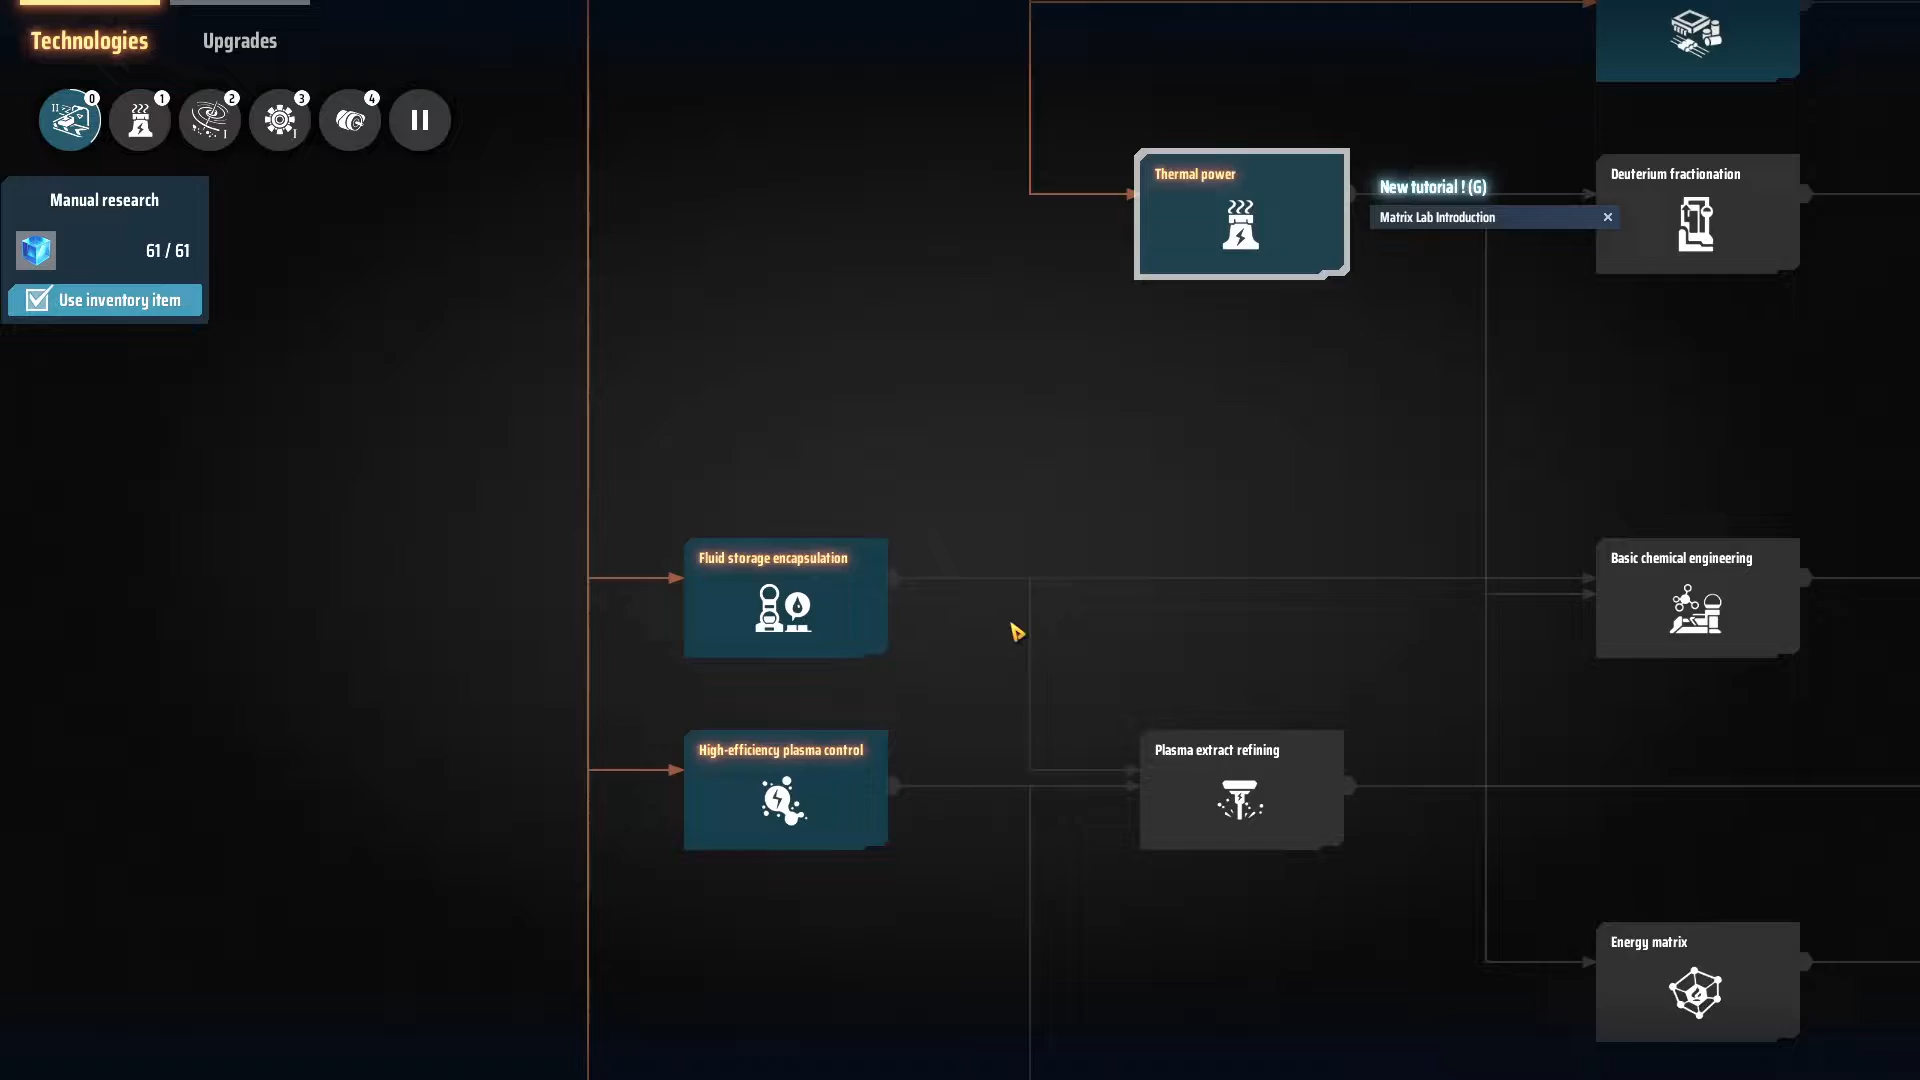 Technologies
Upgrades
0
1
2
3
4
II
I
I
Manual research
61 / 61
Use inventory item
Thermal power
New tutorial ! (G)
Matrix Lab Introduction
Deuterium fractionation
Fluid storage encapsulation
Basic chemical engineering
High-efficiency plasma control
Plasma extract refining
Energy matrix